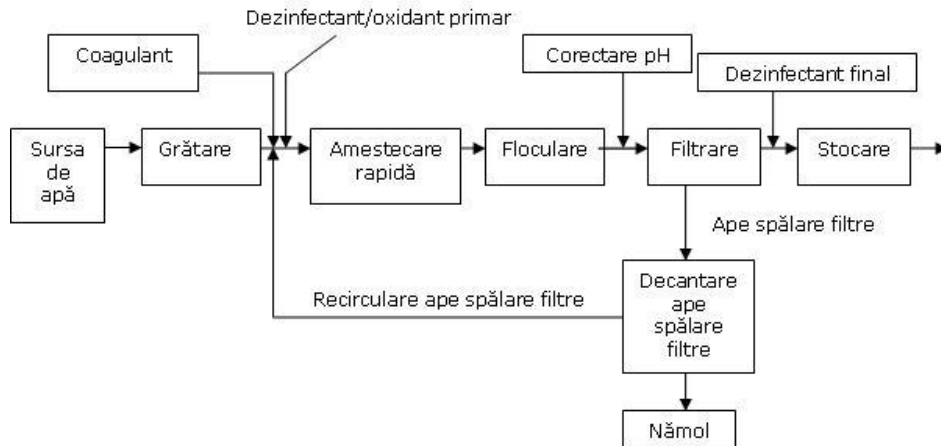 Dezinfectant/oxidant primar
Coagulant
Corectare pH
Dezinfectant final
Sursa
de
apă
Grătare
Amestecare
rapidă
Floculare
Filtrare
Stocare
Ape spălare filtre
Recirculare ape spălare filtre
Decantare
ape
spălare
filtre
Nămol